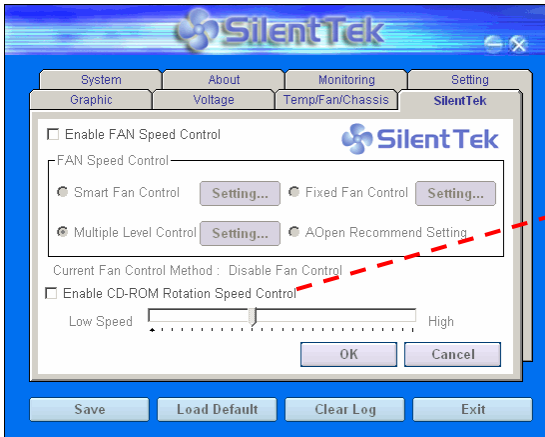 SilentTek
System About Monitoring Setting
Graphic Voltage Temp/Fan/Chassis SilentTek
Enable FAN Speed Control
SilentTek
FAN Speed Control
Smart Fan Control Setting... Fixed Fan Control Setting...
Multiple Level Control Setting... AOpen Recommend Setting
Current Fan Control Method : Disable Fan Control
Enable CD-ROM Rotation Speed Control
Low Speed High
OK Cancel
Save Load Default Clear Log Exit